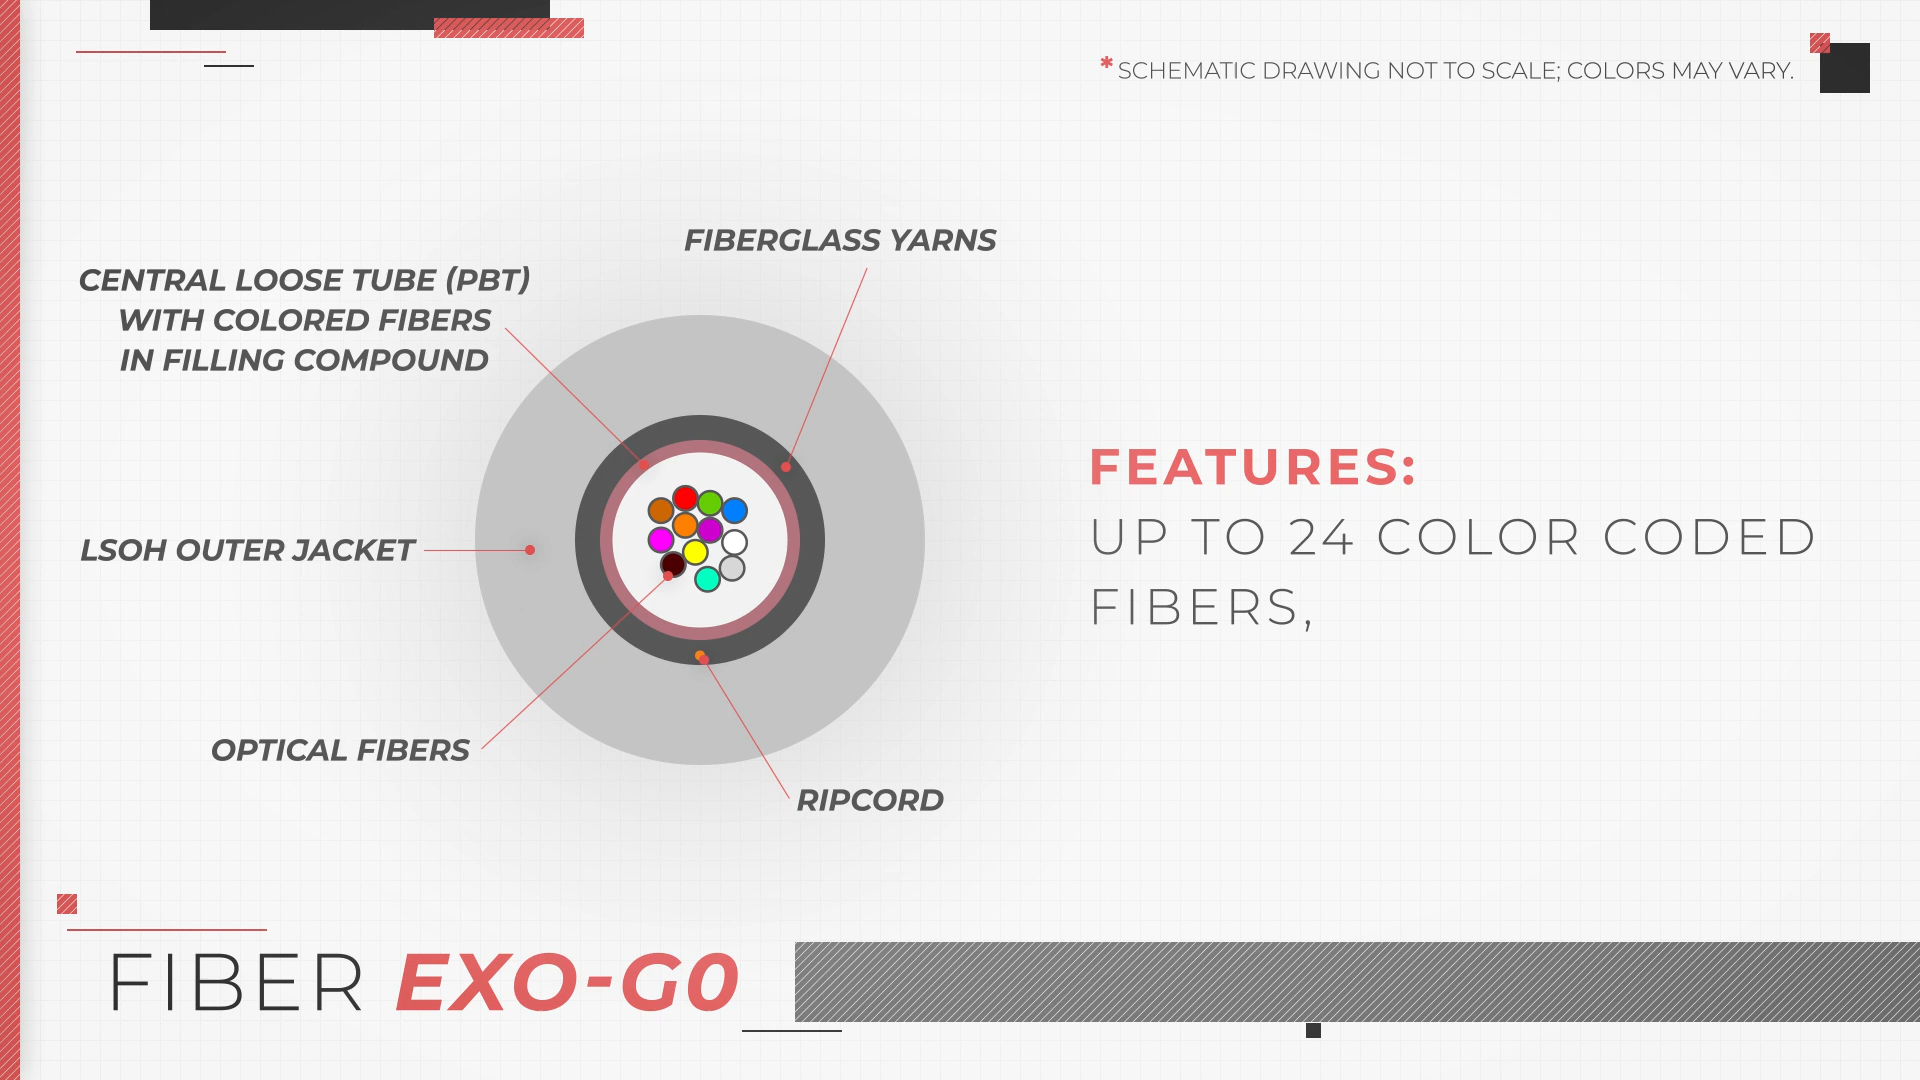 * SCHEMATIC DRAWING NOT TO SCALE; COLORS MAY VARY.
FIBERGLASS YARNS
CENTRAL LOOSE TUBE (PBT)
WITH COLORED FIBERS
IN FILLING COMPOUND
LSOH OUTER JACKET
OPTICAL FIBERS
RIPCORD
FEATURES:
UP TO 24 COLOR CODED
FIBERS,
FIBER EXO-G0